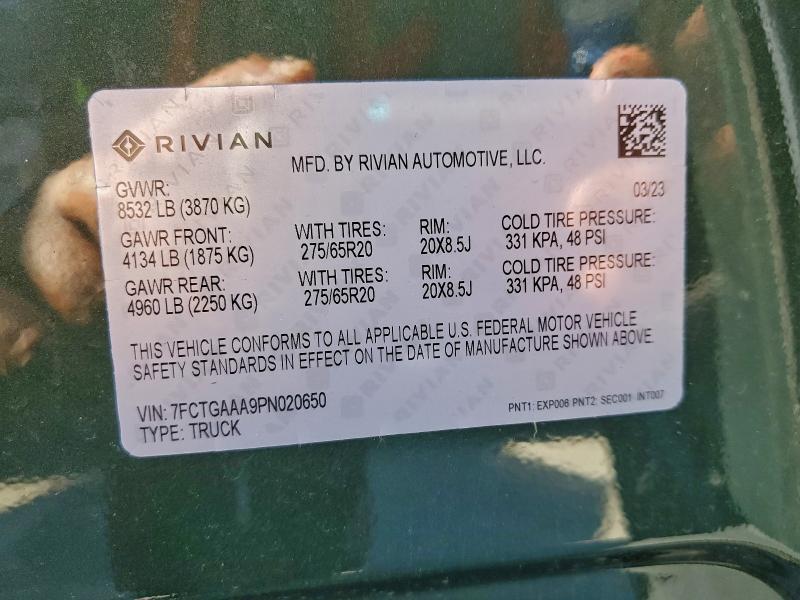 RIVIAN
MFD. BY RIVIAN AUTOMOTIVE, LLC.
03/23
GVWR:
8532 LB (3870 KG)
GAWR FRONT: WITH TIRES: RIM: COLD TIRE PRESSURE:
4134 LB (1875 KG) 275/65R20 20X8.5J 331 KPA, 48 PSI
GAWR REAR: WITH TIRES: RIM: COLD TIRE PRESSURE:
4960 LB (2250 KG) 275/65R20 20X8.5J 331 KPA, 48 PSI
THIS VEHICLE CONFORMS TO ALL APPLICABLE U.S. FEDERAL MOTOR VEHICLE
SAFETY STANDARDS IN EFFECT ON THE DATE OF MANUFACTURE SHOWN ABOVE.
VIN: 7FCTGAAA9PN020650
TYPE: TRUCK
PNT1: EXP006 PNT2: SEC001 INT007